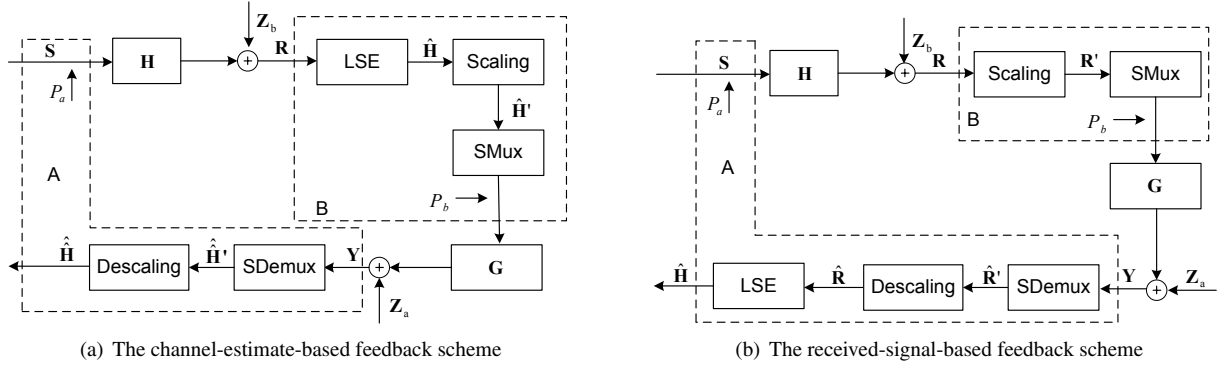 S
P_a
H
Z_b
+
R
LSE
Ĥ
Scaling
Ĥ'
SMux
P_b
B
A
G
Z_a
+
Y
SDemux
Ĥ̂'
Descaling
Ĥ̂
(a) The channel-estimate-based feedback scheme
S
P_a
H
Z_b
+
R
Scaling
R'
SMux
P_b
B
A
G
Z_a
+
Y
SDemux
R̂'
Descaling
R̂
LSE
Ĥ
(b) The received-signal-based feedback scheme